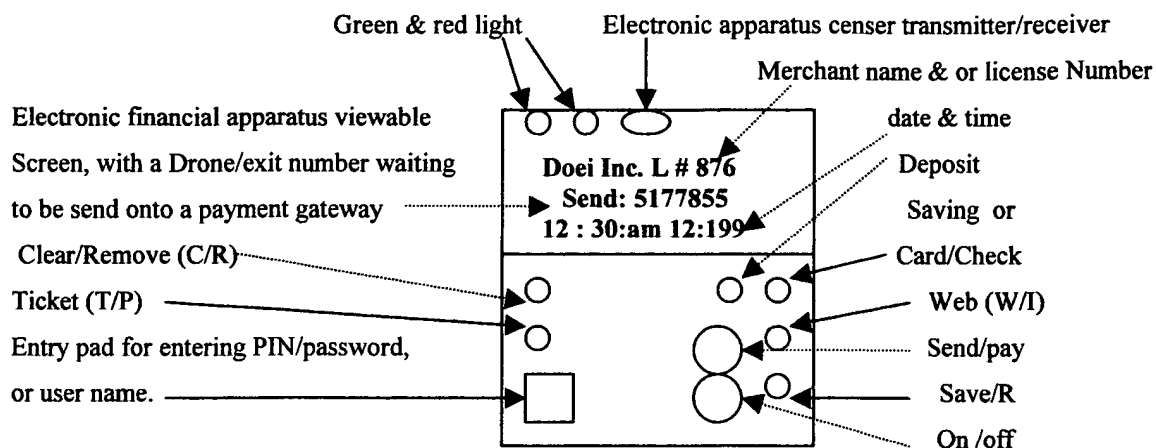 Green & red light
Electronic apparatus censer transmitter/receiver
Merchant name & or license Number
Electronic financial apparatus viewable
date & time
Screen, with a Drone/exit number waiting
Deposit
to be send onto a payment gateway
Saving or
Clear/Remove (C/R)
Card/Check
Ticket (T/P)
Web (W/I)
Entry pad for entering PIN/password,
Send/pay
or user name.
Save/R
On /off
Doei Inc. L # 876
Send: 5177855
12 : 30:am 12:199